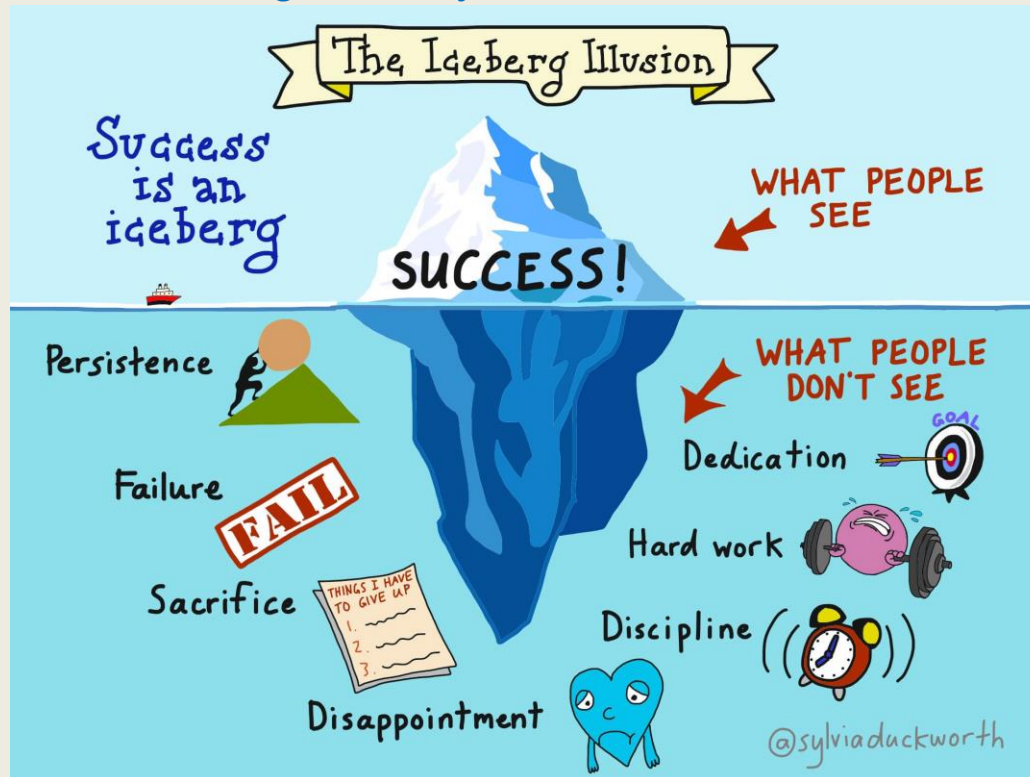 The Iceberg Illusion
Success
is an
iceberg
WHAT PEOPLE
SEE
SUCCESS!
Persistence
WHAT PEOPLE
DON'T SEE
GOAL
Dedication
Failure
FAIL
Hard work
Sacrifice
THINGS I HAVE
TO GIVE UP
1.
2.
3.
Discipline
Disappointment
@sylviaduckworth